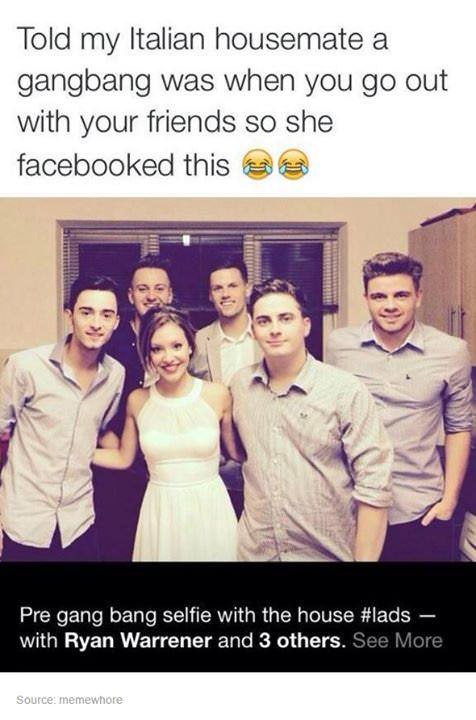 Told my Italian housemate a
gangbang was when you go out
with your friends so she
facebooked this 😂😂
Pre gang bang selfie with the house #lads —
with Ryan Warrener and 3 others. See More
Source: memewhore